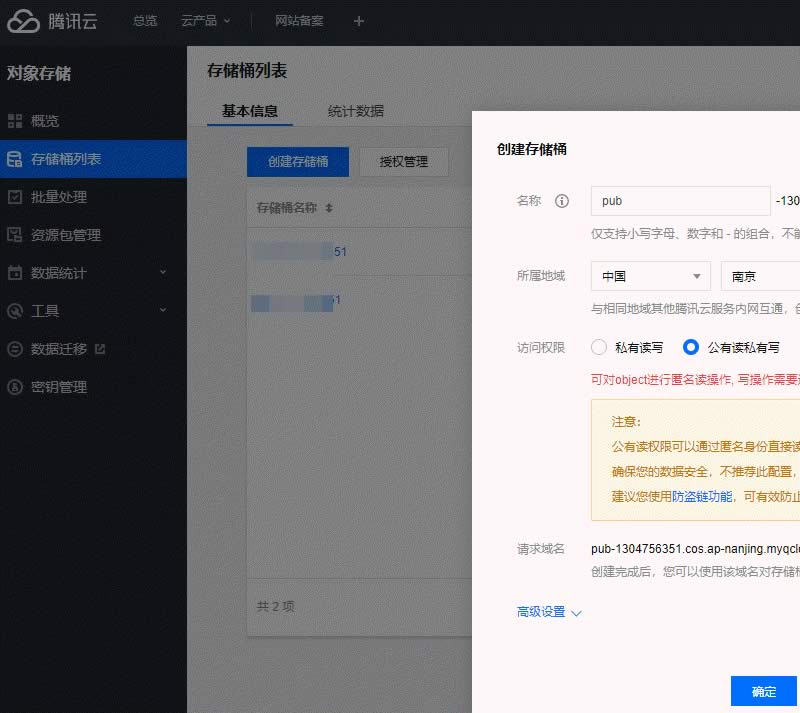 腾讯云 总览 云产品 网站备案 +
对象存储
概览
存储桶列表
批量处理
资源包管理
数据统计
工具
数据迁移
密钥管理
存储桶列表
基本信息 统计数据
创建存储桶 授权管理
存储桶名称
51
1
共 2 项
创建存储桶
名称 pub -130
仅支持小写字母、数字和 - 的组合，不能
所属地域 中国 南京
与相同地域其他腾讯云服务内网互通，
访问权限 私有读写 公有读私有写
可对object进行匿名读操作, 写操作需要
注意：
公有读权限可以通过匿名身份直接读
确保您的数据安全，不推荐此配置，
建议您使用防盗链功能，可有效防止
请求域名 pub-1304756351.cos.ap-nanjing.myqclo
创建完成后，您可以使用该域名对存储桶
高级设置
确定